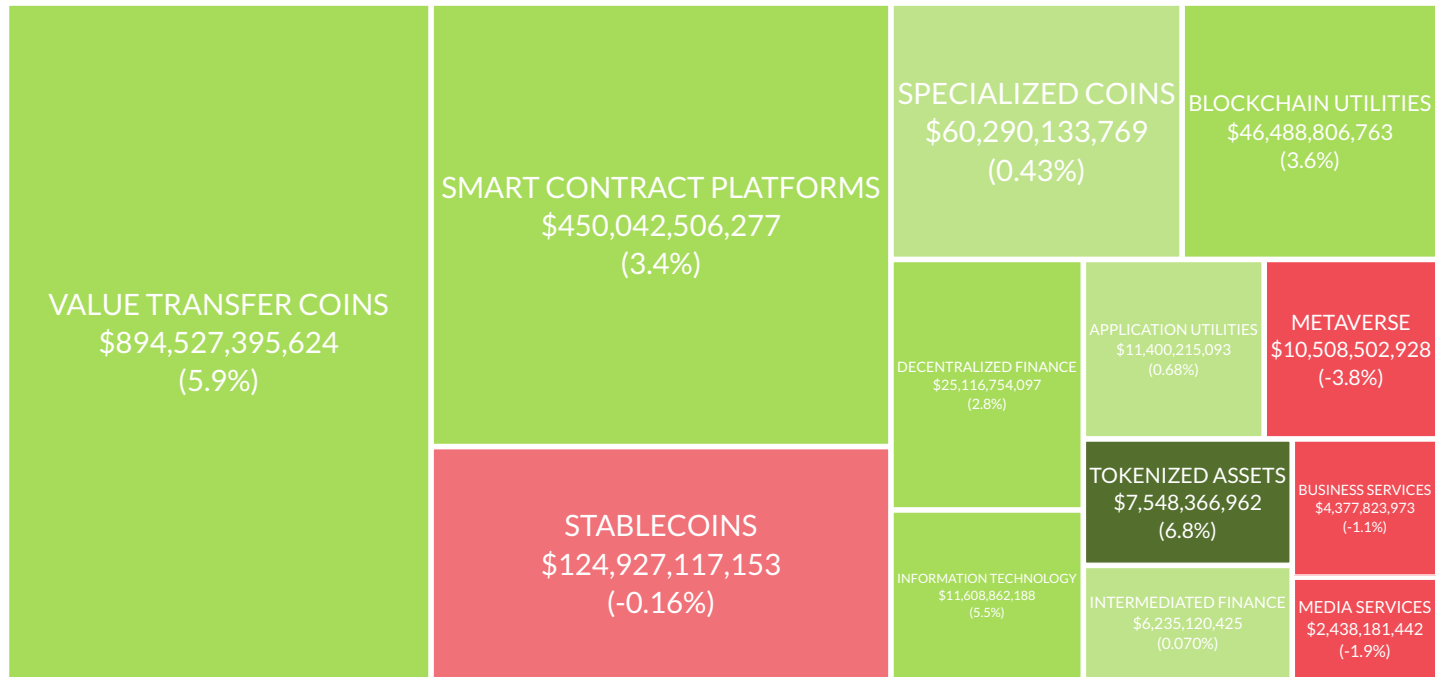 VALUE TRANSFER COINS
$894,527,395,624
(5.9%)
SMART CONTRACT PLATFORMS
$450,042,506,277
(3.4%)
STABLECOINS
$124,927,117,153
(-0.16%)
SPECIALIZED COINS
$60,290,133,769
(0.43%)
BLOCKCHAIN UTILITIES
$46,488,806,763
(3.6%)
DECENTRALIZED FINANCE
$25,116,754,097
(2.8%)
INFORMATION TECHNOLOGY
$11,608,862,188
(5.5%)
APPLICATION UTILITIES
$11,400,215,093
(0.68%)
METAVERSE
$10,508,502,928
(-3.8%)
TOKENIZED ASSETS
$7,548,366,962
(6.8%)
INTERMEDIATED FINANCE
$6,235,120,425
(0.070%)
BUSINESS SERVICES
$4,377,823,973
(-1.1%)
MEDIA SERVICES
$2,438,181,442
(-1.9%)